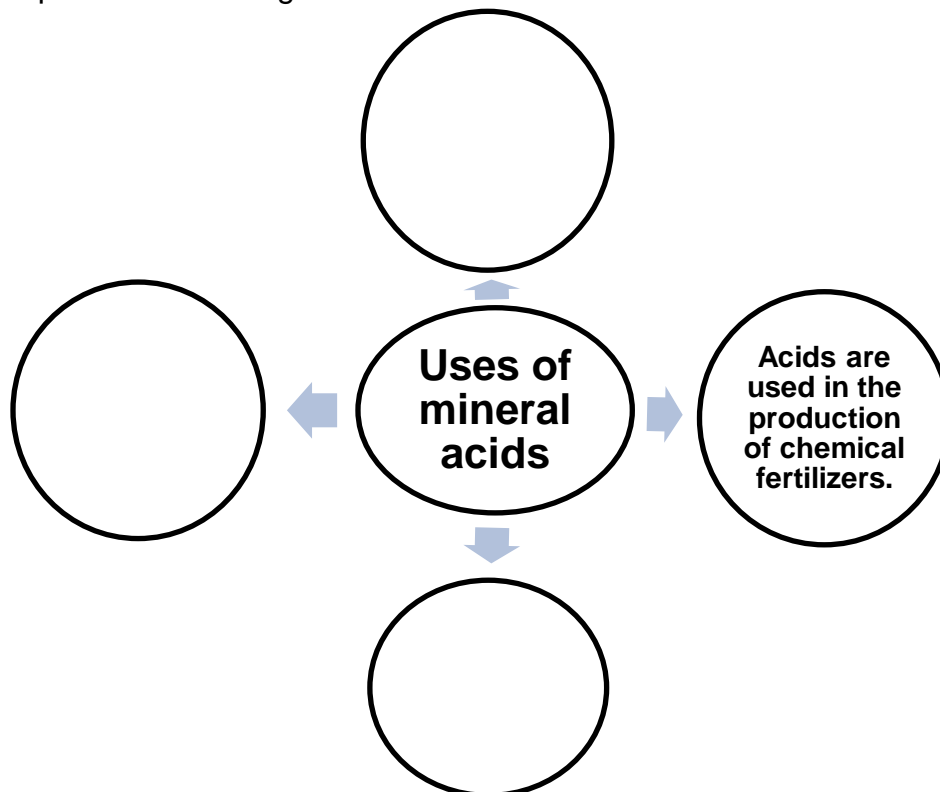 Uses of
mineral
acids
Acids are
used in the
production
of chemical
fertilizers.